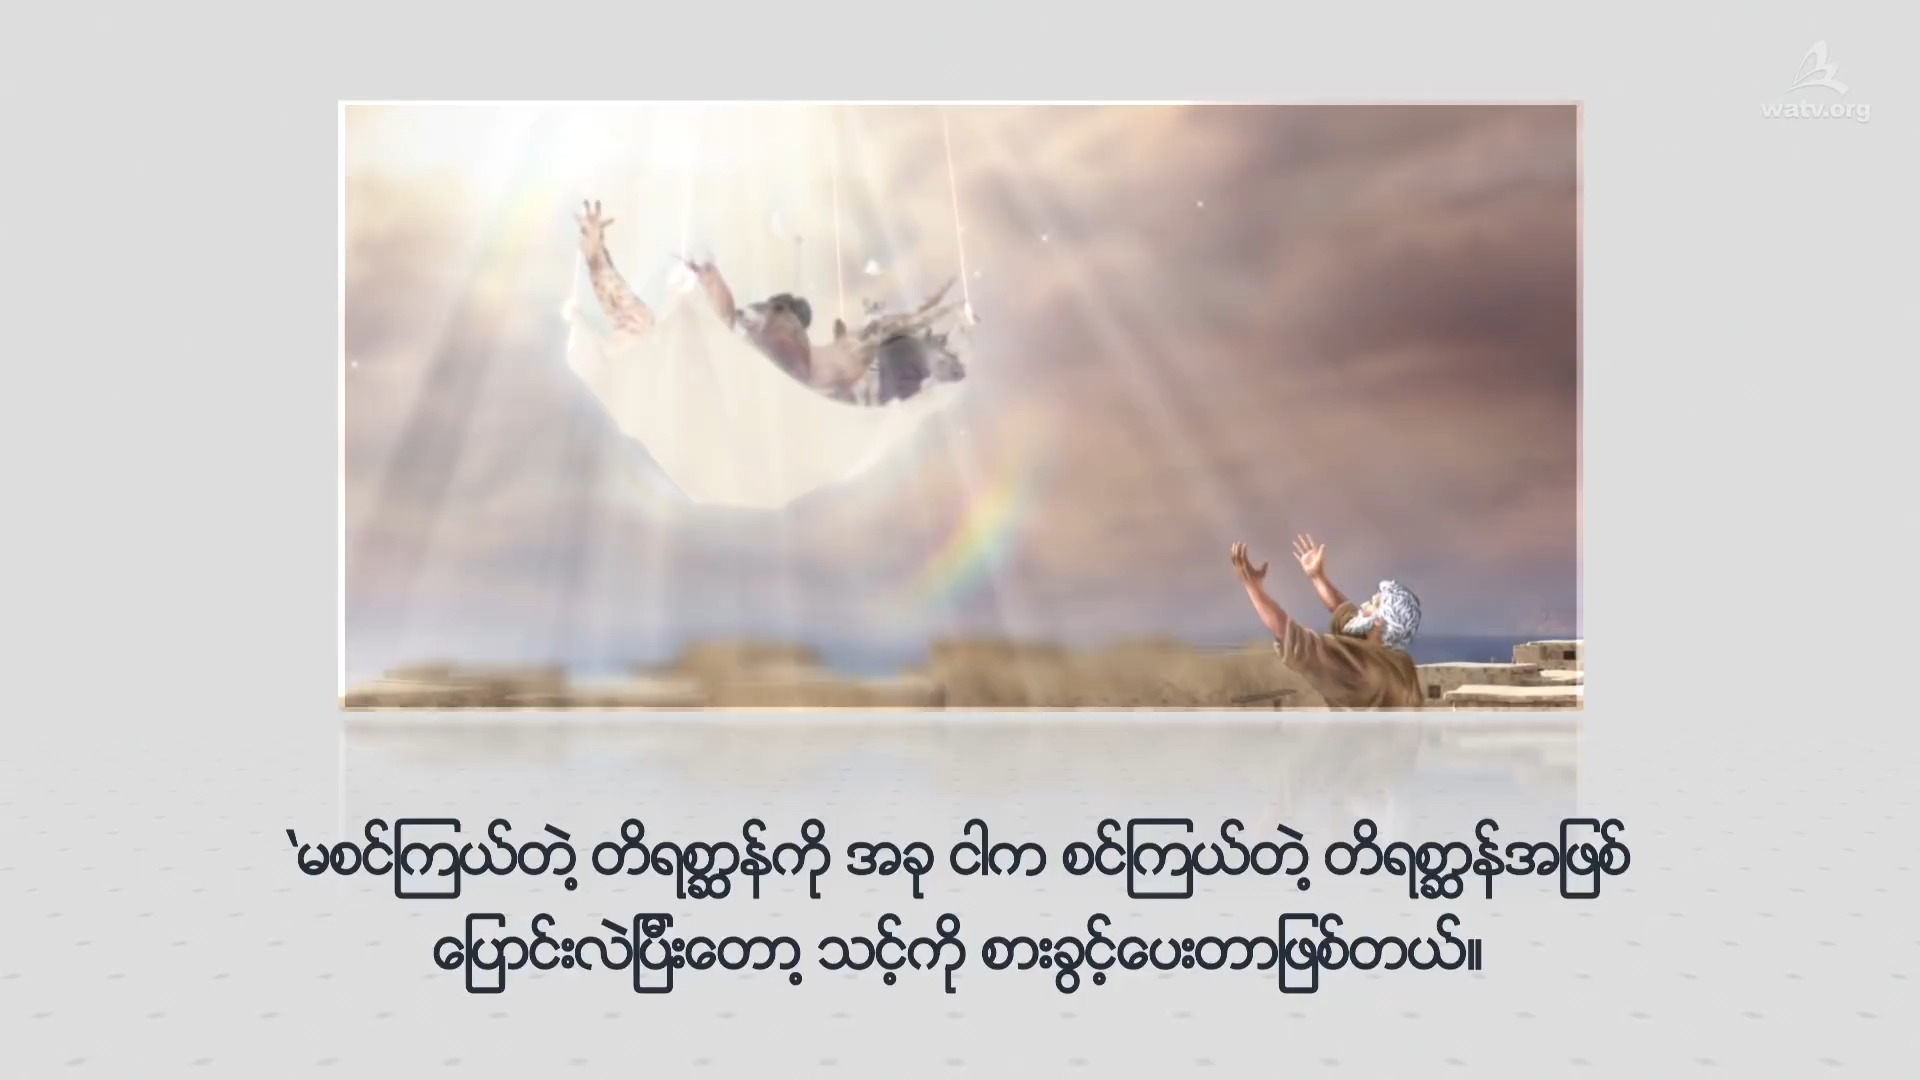 watv.org
‘မစင်ကြယ်တဲ့ တိရစ္ဆာန်ကို အခု ငါက စင်ကြယ်တဲ့ တိရစ္ဆာန်အဖြစ်
ပြောင်းလဲပြီးတော့ သင့်ကို စားခွင့်ပေးတာဖြစ်တယ်။